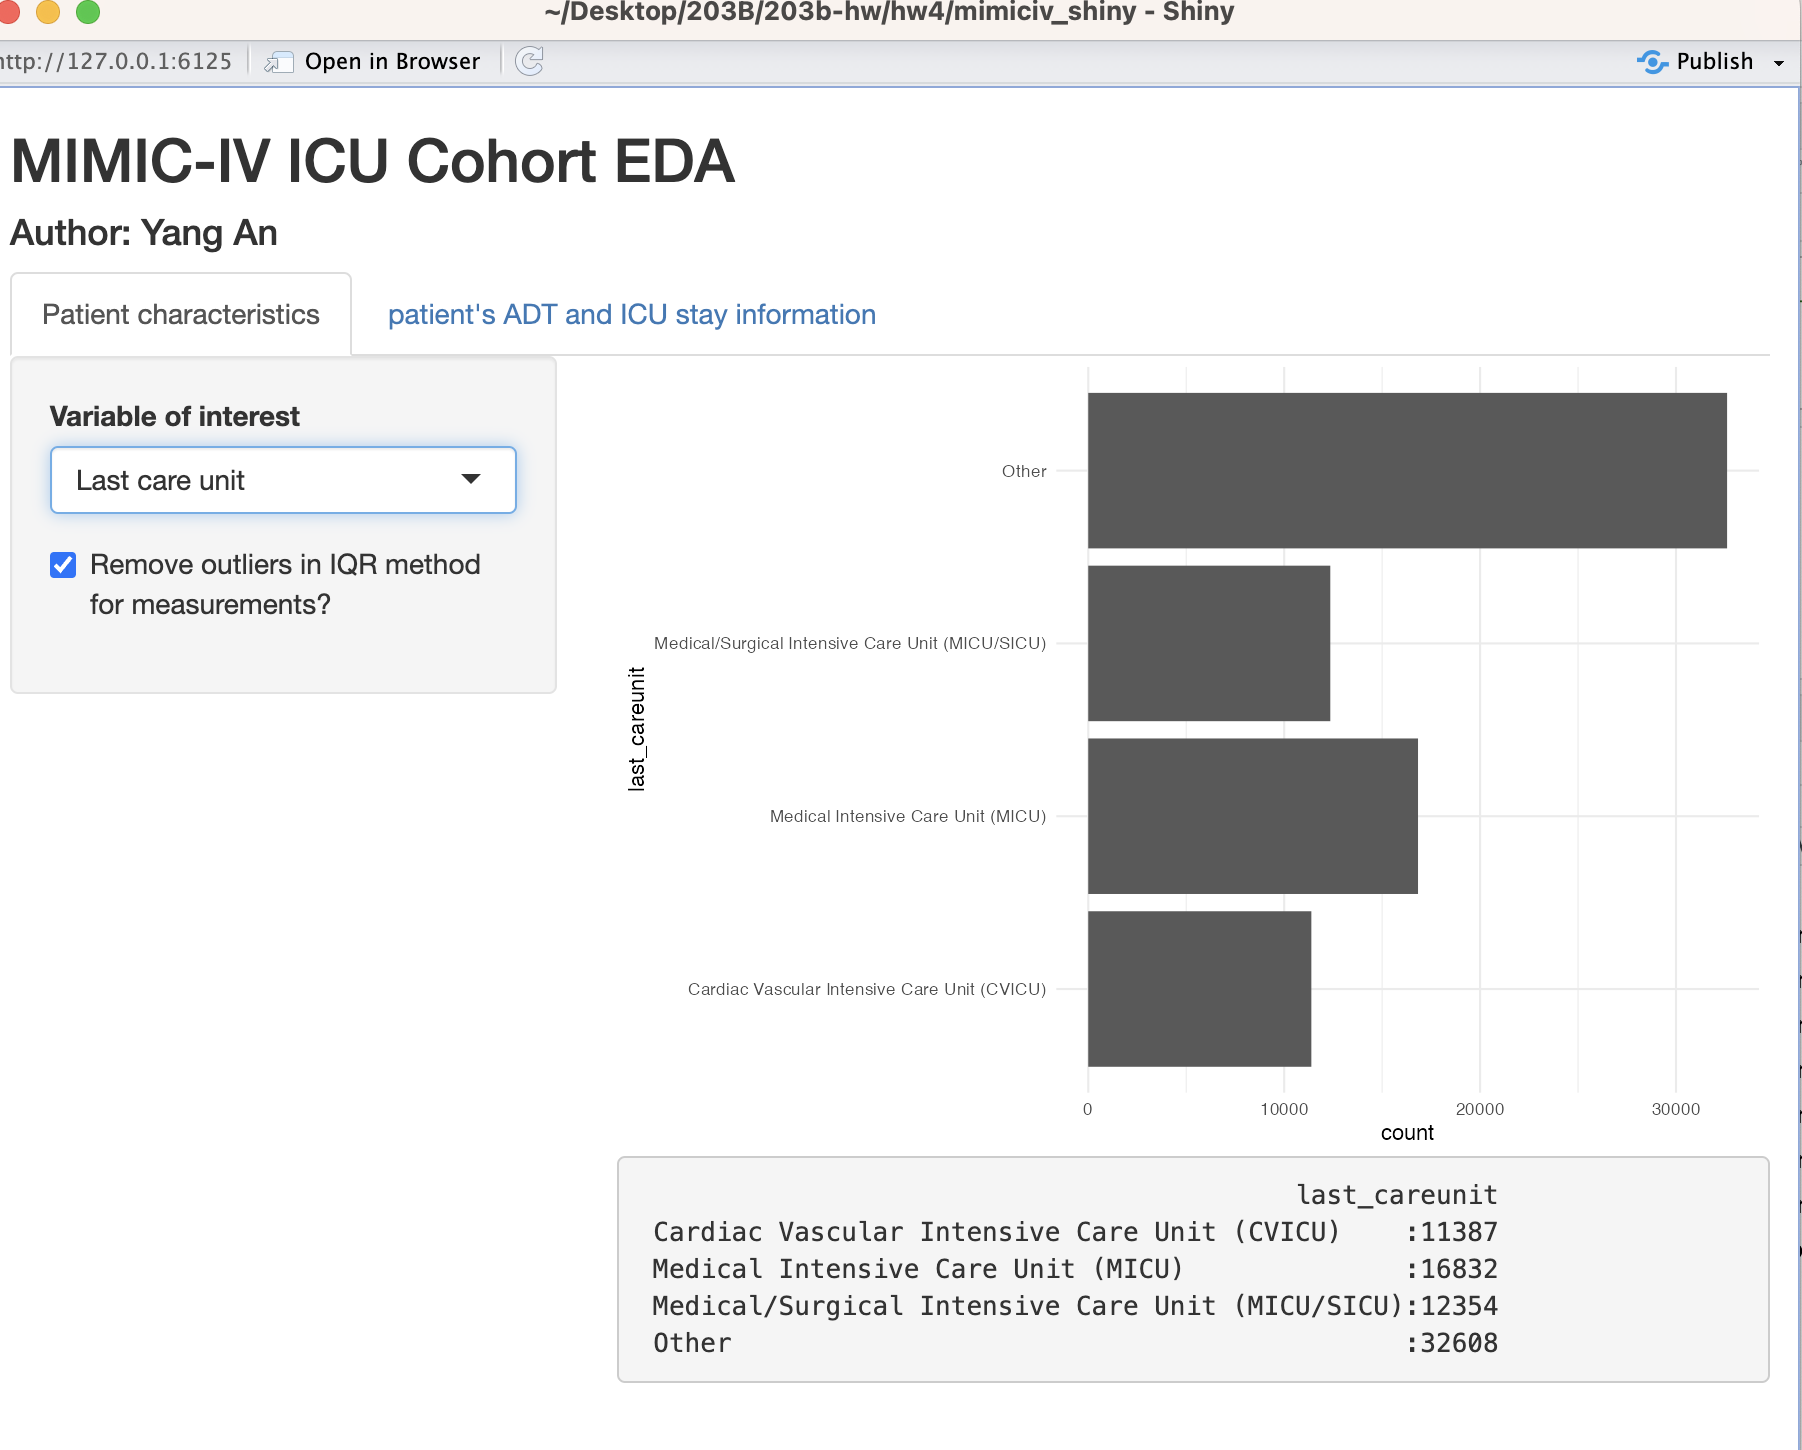 ~/Desktop/203B/203b-hw/hw4/mimiciv_shiny - Shiny
http://127.0.0.1:6125
Open in Browser
Publish
MIMIC-IV ICU Cohort EDA
Author: Yang An
Patient characteristics
patient's ADT and ICU stay information
Variable of interest
Last care unit
Remove outliers in IQR method
for measurements?
last_careunit
Other
Medical/Surgical Intensive Care Unit (MICU/SICU)
Medical Intensive Care Unit (MICU)
Cardiac Vascular Intensive Care Unit (CVICU)
0 10000 20000 30000
count
last_careunit
Cardiac Vascular Intensive Care Unit (CVICU) :11387
Medical Intensive Care Unit (MICU) :16832
Medical/Surgical Intensive Care Unit (MICU/SICU):12354
Other :32608